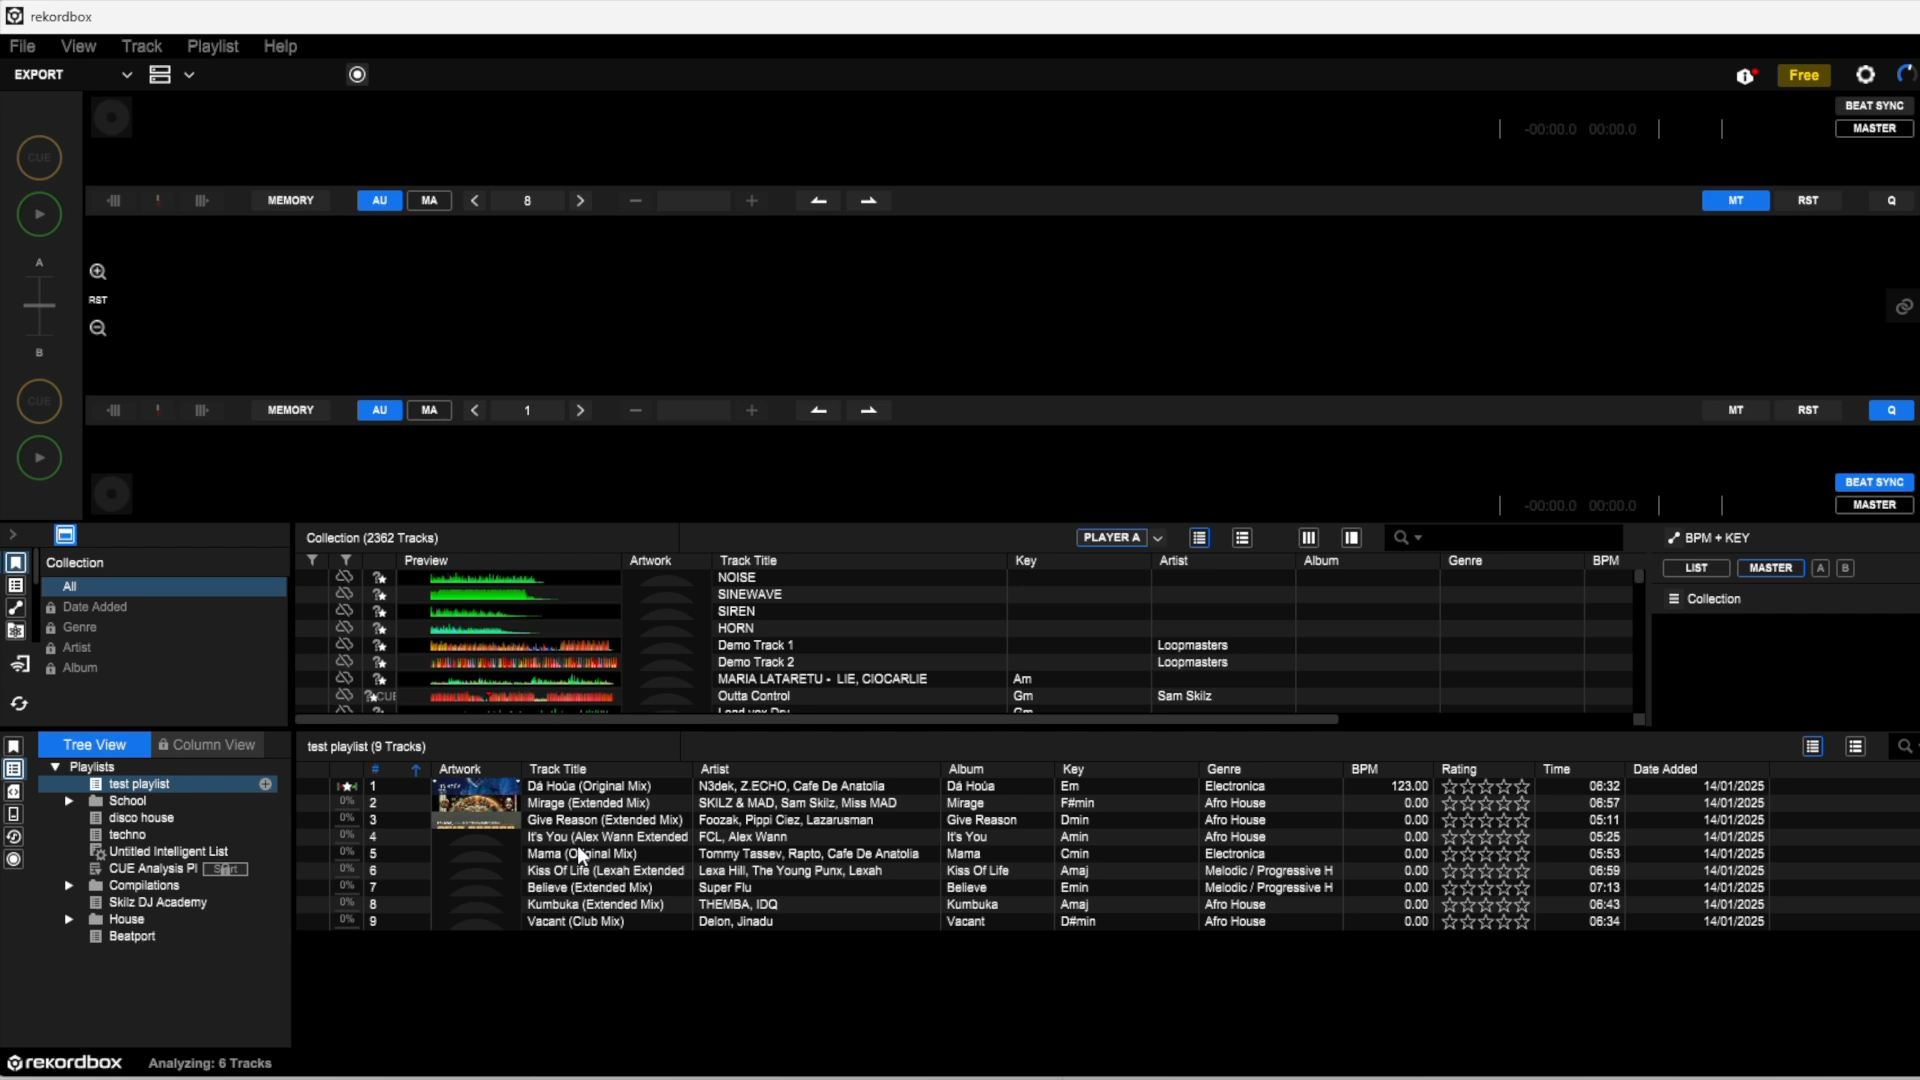 rekordbox
File View Track Playlist Help
EXPORT
Free
BEAT SYNC
-00:00.0 00:00.0
MASTER
CUE
MEMORY AU MA 8 MT RST Q
A
RST
B
CUE
MEMORY AU MA 1 MT RST Q
BEAT SYNC
-00:00.0 00:00.0
MASTER
Collection (2362 Tracks) PLAYER A BPM + KEY
Collection
All
Date Added
Genre
Artist
Album
Preview Artwork Track Title Key Artist Album Genre BPM
LIST MASTER A B
Collection
NOISE
SINEWAVE
SIREN
HORN
Demo Track 1 Loopmasters
Demo Track 2 Loopmasters
MARIA LATARETU - LIE, CIOCARLIE Am
CUE Outta Control Gm Sam Skilz
Tree View Column View
Playlists
test playlist
School
disco house
techno
Untitled Intelligent List
CUE Analysis Pl
Compilations
Skilz DJ Academy
House
Beatport
test playlist (9 Tracks)
# Artwork Track Title Artist Album Key Genre BPM Rating Time Date Added
1 Dá Hoúa (Original Mix) N3dek, Z.ECHO, Cafe De Anatolia Dá Hoúa Em Electronica 123.00 06:32 14/01/2025
0% 2 Mirage (Extended Mix) SKILZ & MAD, Sam Skilz, Miss MAD Mirage F#min Afro House 0.00 06:57 14/01/2025
0% 3 Give Reason (Extended Mix) Foozak, Pippi Ciez, Lazarusman Give Reason Dmin Afro House 0.00 05:11 14/01/2025
0% 4 It's You (Alex Wann Extended FCL, Alex Wann It's You Amin Afro House 0.00 05:25 14/01/2025
0% 5 Mama (Original Mix) Tommy Tassev, Rapto, Cafe De Anatolia Mama Cmin Electronica 0.00 05:53 14/01/2025
0% 6 Kiss Of Life (Lexah Extended Lexa Hill, The Young Punx, Lexah Kiss Of Life Amaj Melodic / Progressive H 0.00 06:59 14/01/2025
0% 7 Believe (Extended Mix) Super Flu Believe Emin Melodic / Progressive H 0.00 07:13 14/01/2025
0% 8 Kumbuka (Extended Mix) THEMBA, IDQ Kumbuka Amaj Afro House 0.00 06:43 14/01/2025
0% 9 Vacant (Club Mix) Delon, Jinadu Vacant D#min Afro House 0.00 06:34 14/01/2025
rekordbox Analyzing: 6 Tracks